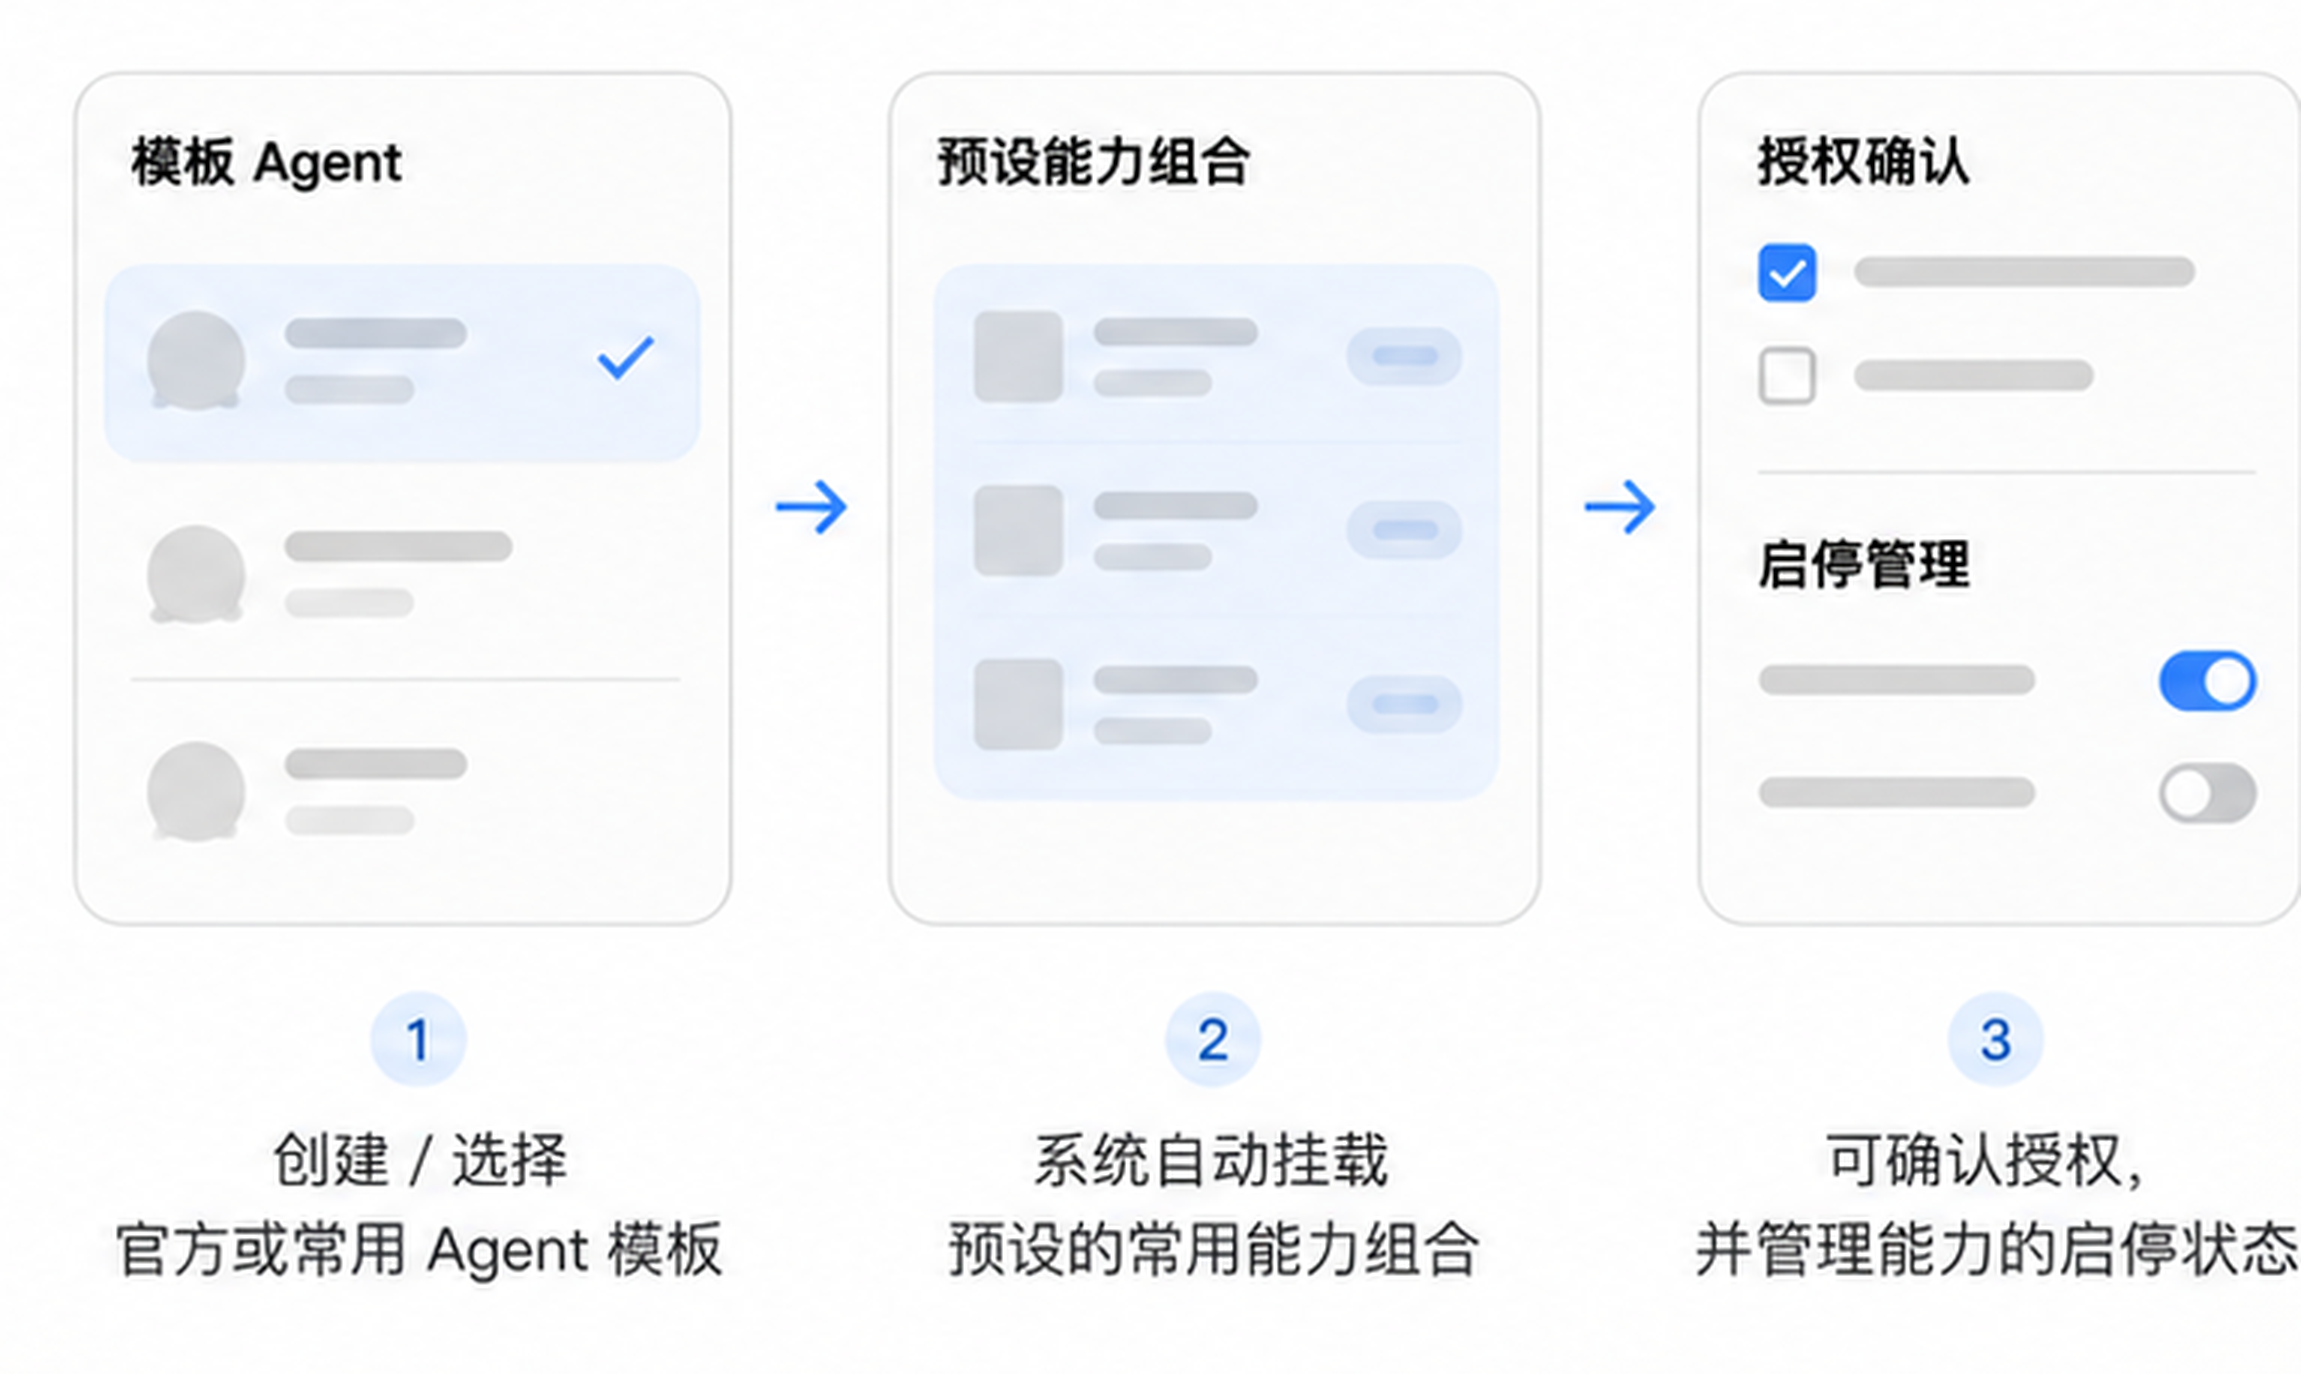 模板 Agent
预设能力组合
授权确认
启停管理
1
创建 / 选择
官方或常用 Agent 模板
2
系统自动挂载
预设的常用能力组合
3
可确认授权，
并管理能力的启停状态